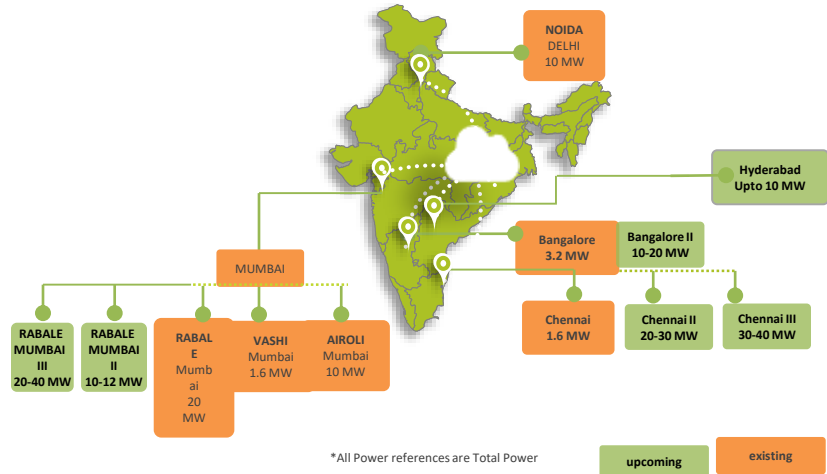 NOIDA
DELHI
10 MW
Hyderabad
Upto 10 MW
Bangalore
3.2 MW
Bangalore II
10-20 MW
MUMBAI
RABALE
MUMBAI
III
20-40 MW
RABALE
MUMBAI
II
10-12 MW
RABAL
E
Mumb
ai
20
MW
VASHI
Mumbai
1.6 MW
AIROLI
Mumbai
10 MW
Chennai
1.6 MW
Chennai II
20-30 MW
Chennai III
30-40 MW
*All Power references are Total Power
upcoming
existing